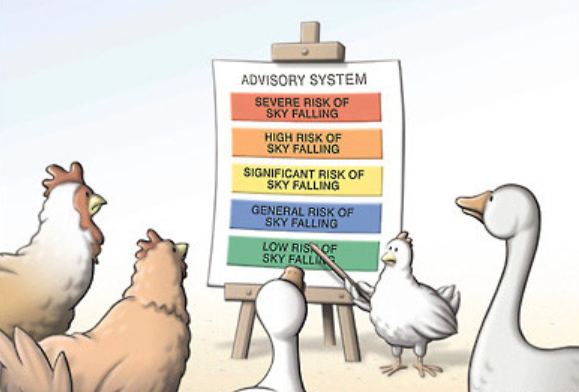 ADVISORY SYSTEM
SEVERE RISK OF
SKY FALLING
HIGH RISK OF
SKY FALLING
SIGNIFICANT RISK OF
SKY FALLING
GENERAL RISK OF
SKY FALLING
LOW RISK OF
SKY FALLING